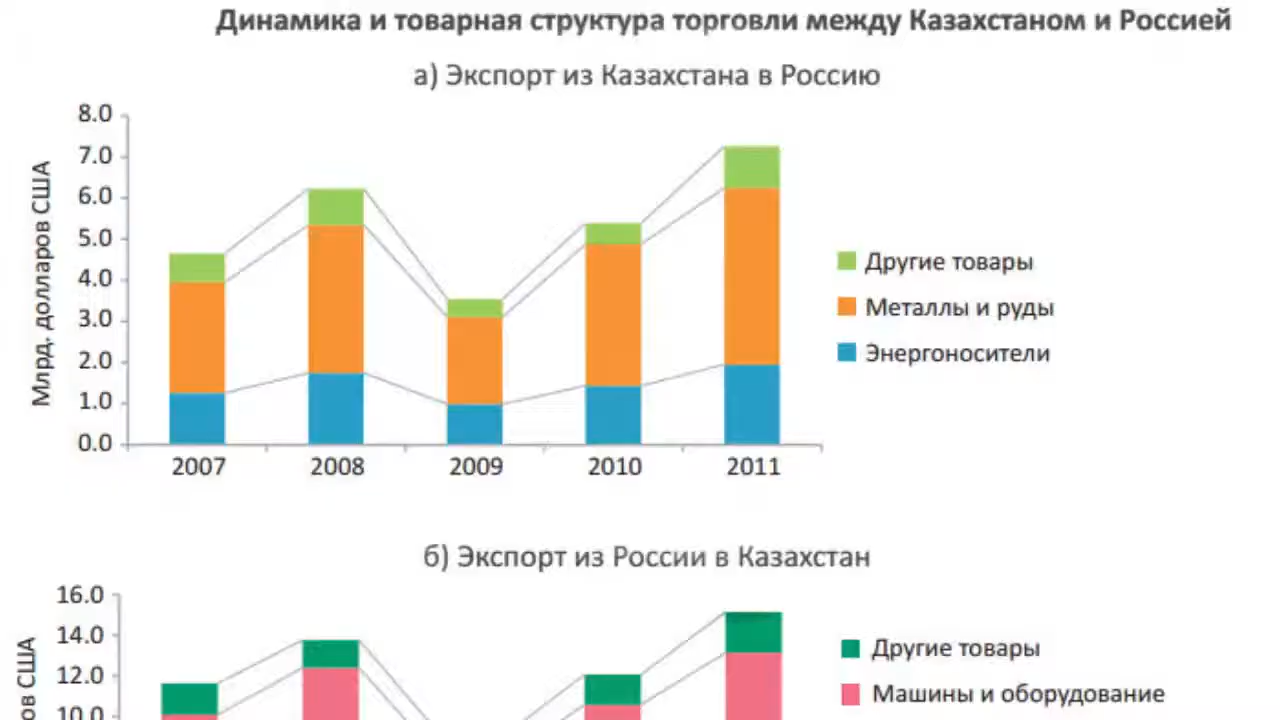 Динамика и товарная структура торговли между Казахстаном и Россией
а) Экспорт из Казахстана в Россию
Млрд. долларов США
8.0
7.0
6.0
5.0
4.0
3.0
2.0
1.0
0.0
2007 2008 2009 2010 2011
Другие товары
Металлы и руды
Энергоносители
б) Экспорт из России в Казахстан
США
16.0
14.0
12.0
10.0
Другие товары
Машины и оборудование